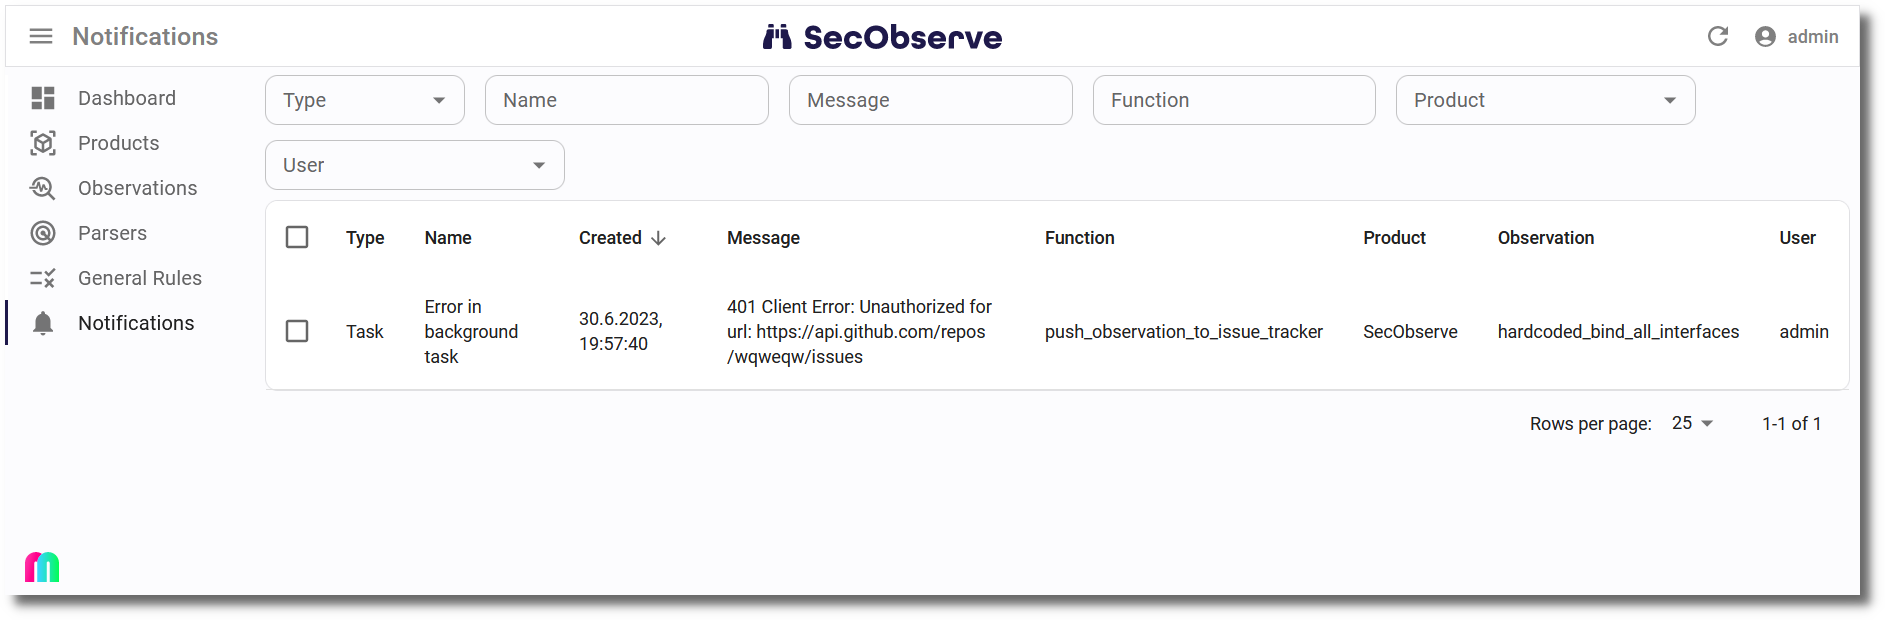 Notifications
SecObserve
admin
Dashboard
Products
Observations
Parsers
General Rules
Notifications
Type
Name
Message
Function
Product
User
Type Name Created Message Function Product Observation User
Task
Error in
background
task
30.6.2023,
19:57:40
401 Client Error: Unauthorized for
url: https://api.github.com/repos
/wqweqw/issues
push_observation_to_issue_tracker
SecObserve
hardcoded_bind_all_interfaces
admin
Rows per page: 25 1-1 of 1